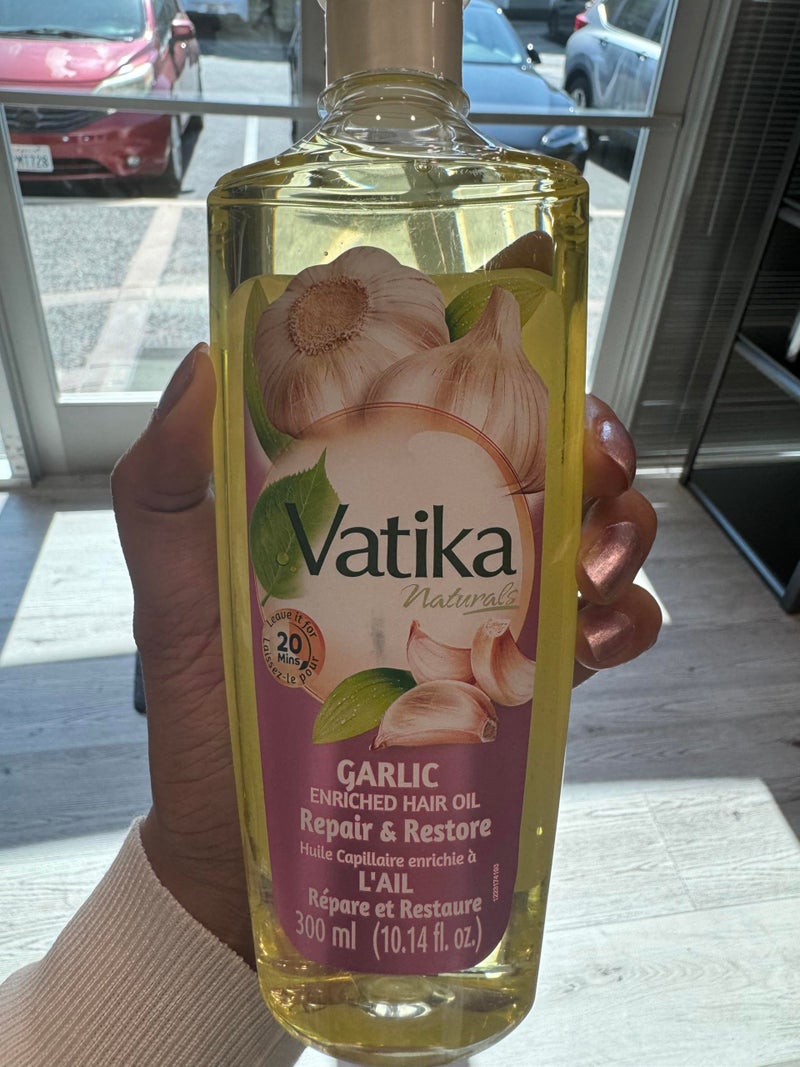 Vatika
Naturals
Leave it for
20
Mins
Laissez-le pour
GARLIC
ENRICHED HAIR OIL
Repair & Restore
Huile Capillaire enrichie à
L'AIL
Répare et Restaure
300 ml (10.14 fl. oz.)